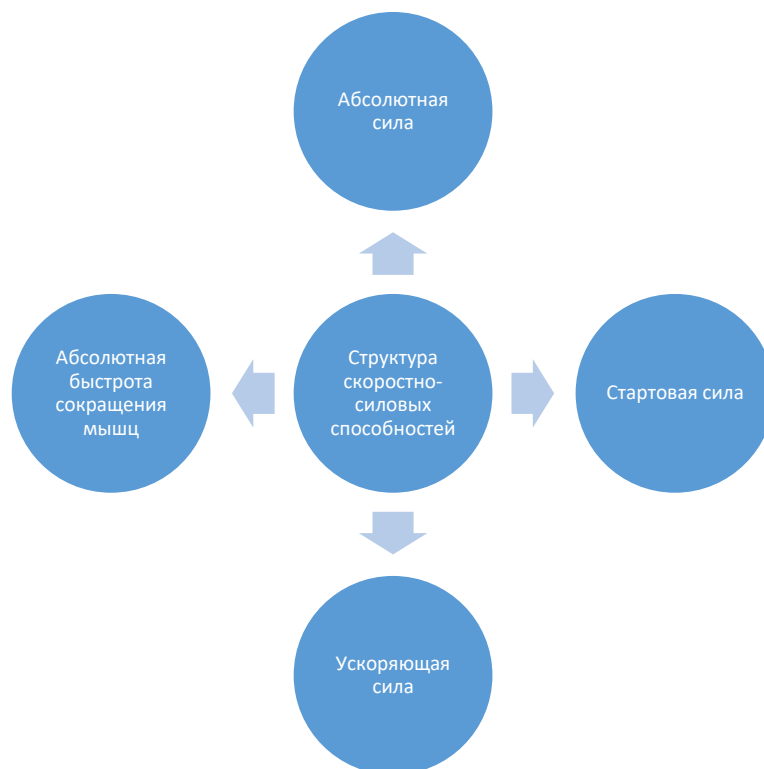 Абсолютная
сила
Абсолютная
быстрота
сокращения
мышц
Структура
скоростно-
силовых
способностей
Стартовая сила
Ускоряющая
сила